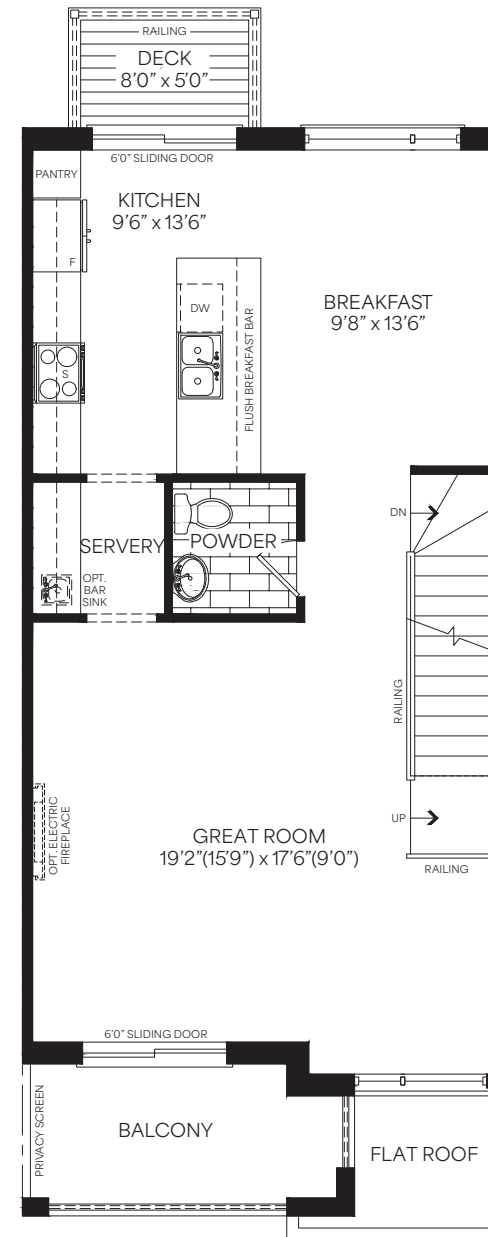 RAILING
DECK
8’0” x 5’0”
6’0” SLIDING DOOR
PANTRY
KITCHEN
9’6” x 13’6”
F
DW
BREAKFAST
9’8” x 13’6”
FLUSH BREAKFAST BAR
S
SERVERY
POWDER
DN
OPT.
BAR
SINK
RAILING
OPT. ELECTRIC
FIREPLACE
UP
GREAT ROOM
19’2”(15’9”) x 17’6”(9’0”)
RAILING
6’0” SLIDING DOOR
PRIVACY SCREEN
BALCONY
FLAT ROOF